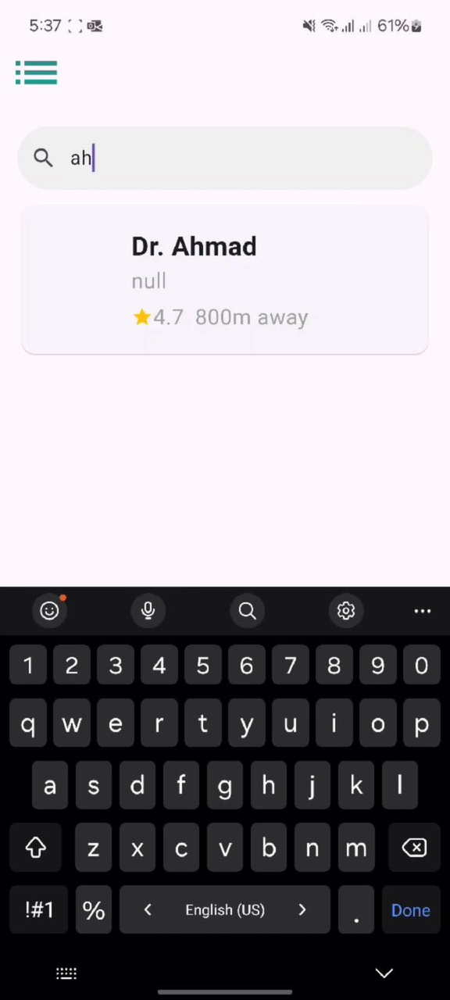 5:37 61%
ah
Dr. Ahmad
null
4.7 800m away
1 2 3 4 5 6 7 8 9 0
q w e r t y u i o p
a s d f g h j k l
z x c v b n m
!#1 % < English (US) > . Done